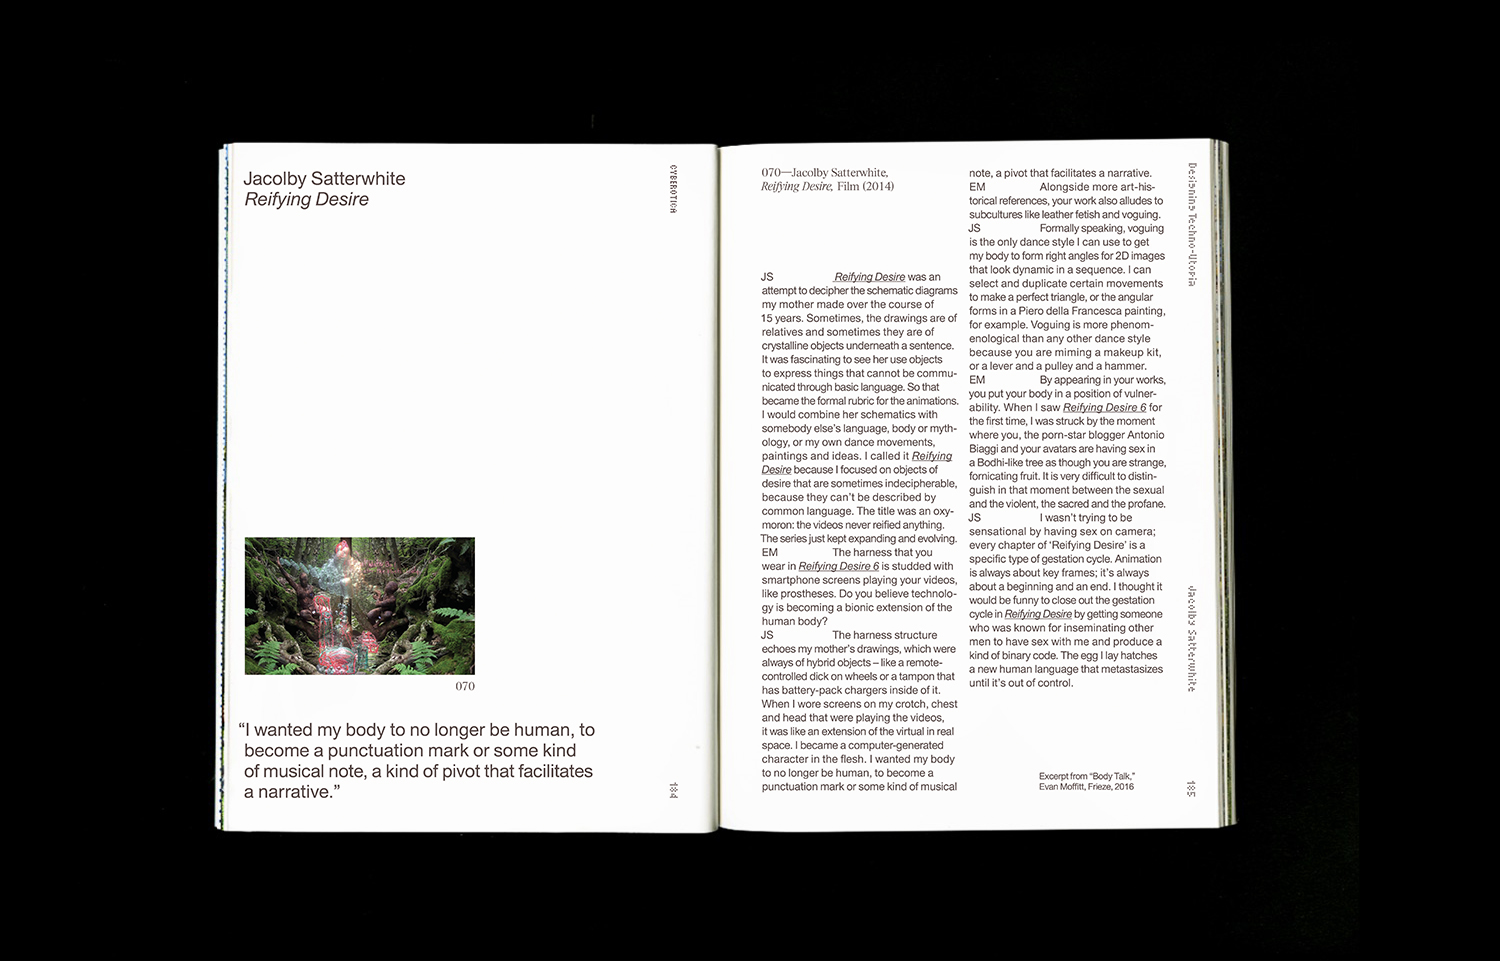 Jacolby Satterwhite
Reifying Desire
CYBEROTICA
070
“I wanted my body to no longer be human, to
become a punctuation mark or some kind
of musical note, a kind of pivot that facilitates
a narrative.”
184
070—Jacolby Satterwhite,
Reifying Desire, Film (2014)
JS Reifying Desire was an
attempt to decipher the schematic diagrams
my mother made over the course of
15 years. Sometimes, the drawings are of
relatives and sometimes they are of
crystalline objects underneath a sentence.
It was fascinating to see her use objects
to express things that cannot be commu-
nicated through basic language. So that
became the formal rubric for the animations.
I would combine her schematics with
somebody else’s language, body or myth-
ology, or my own dance movements,
paintings and ideas. I called it Reifying
Desire because I focused on objects of
desire that are sometimes indecipherable,
because they can’t be described by
common language. The title was an oxy-
moron: the videos never reified anything.
The series just kept expanding and evolving.
EM The harness that you
wear in Reifying Desire 6 is studded with
smartphone screens playing your videos,
like prostheses. Do you believe technolo-
gy is becoming a bionic extension of the
human body?
JS The harness structure
echoes my mother’s drawings, which were
always of hybrid objects – like a remote-
controlled dick on wheels or a tampon that
has battery-pack chargers inside of it.
When I wore screens on my crotch, chest
and head that were playing the videos,
it was like an extension of the virtual in real
space. I became a computer-generated
character in the flesh. I wanted my body
to no longer be human, to become a
punctuation mark or some kind of musical
note, a pivot that facilitates a narrative.
EM Alongside more art-his-
torical references, your work also alludes to
subcultures like leather fetish and voguing.
JS Formally speaking, voguing
is the only dance style I can use to get
my body to form right angles for 2D images
that look dynamic in a sequence. I can
select and duplicate certain movements
to make a perfect triangle, or the angular
forms in a Piero della Francesca painting,
for example. Voguing is more phenom-
enological than any other dance style
because you are miming a makeup kit,
or a lever and a pulley and a hammer.
EM By appearing in your works,
you put your body in a position of vulner-
ability. When I saw Reifying Desire 6 for
the first time, I was struck by the moment
where you, the porn-star blogger Antonio
Biaggi and your avatars are having sex in
a Bodhi-like tree as though you are strange,
fornicating fruit. It is very difficult to distin-
guish in that moment between the sexual
and the violent, the sacred and the profane.
JS I wasn’t trying to be
sensational by having sex on camera;
every chapter of ‘Reifying Desire’ is a
specific type of gestation cycle. Animation
is always about key frames; it’s always
about a beginning and an end. I thought it
would be funny to close out the gestation
cycle in Reifying Desire by getting someone
who was known for inseminating other
men to have sex with me and produce a
kind of binary code. The egg I lay hatches
a new human language that metastasizes
until it’s out of control.
Excerpt from “Body Talk,”
Evan Moffitt, Frieze, 2016
Designing Techno-Utopia
Jacolby Satterwhite
185